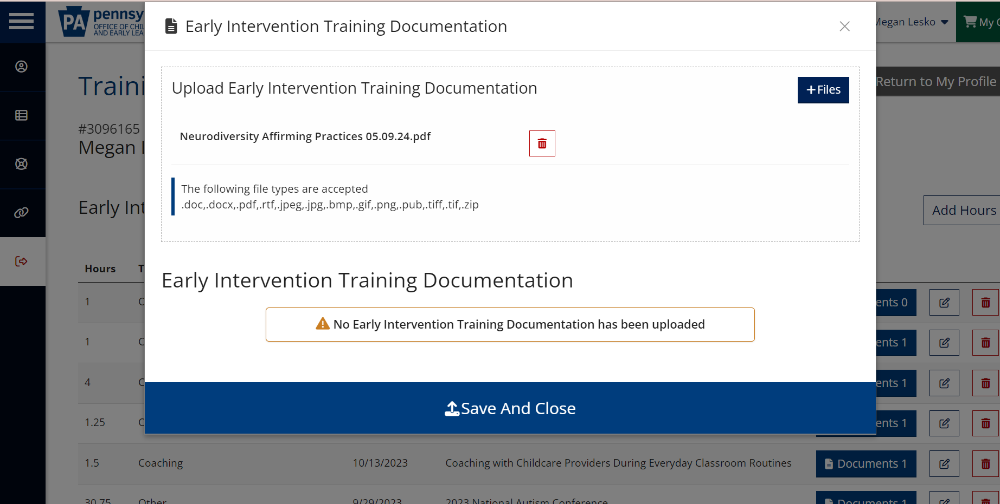 PA pennsy
OFFICE OF CHIL
AND EARLY LEA
Early Intervention Training Documentation
Megan Lesko
My C
Traini
Upload Early Intervention Training Documentation
+Files
Return to My Profile
#3096165
Megan L
Neurodiversity Affirming Practices 05.09.24.pdf
The following file types are accepted
.doc,.docx,.pdf,.rtf,.jpeg,.jpg,.bmp,.gif,.png,.pub,.tiff,.tif,.zip
Early Int
Add Hours
Hours T
Early Intervention Training Documentation
1 C ents 0
No Early Intervention Training Documentation has been uploaded
1 C ents 1
4 C ents 1
Save And Close
1.25 C ents 1
1.5 Coaching 10/13/2023 Coaching with Childcare Providers During Everyday Classroom Routines Documents 1
30.75 Other 9/29/2023 2023 National Autism Conference Documents 1